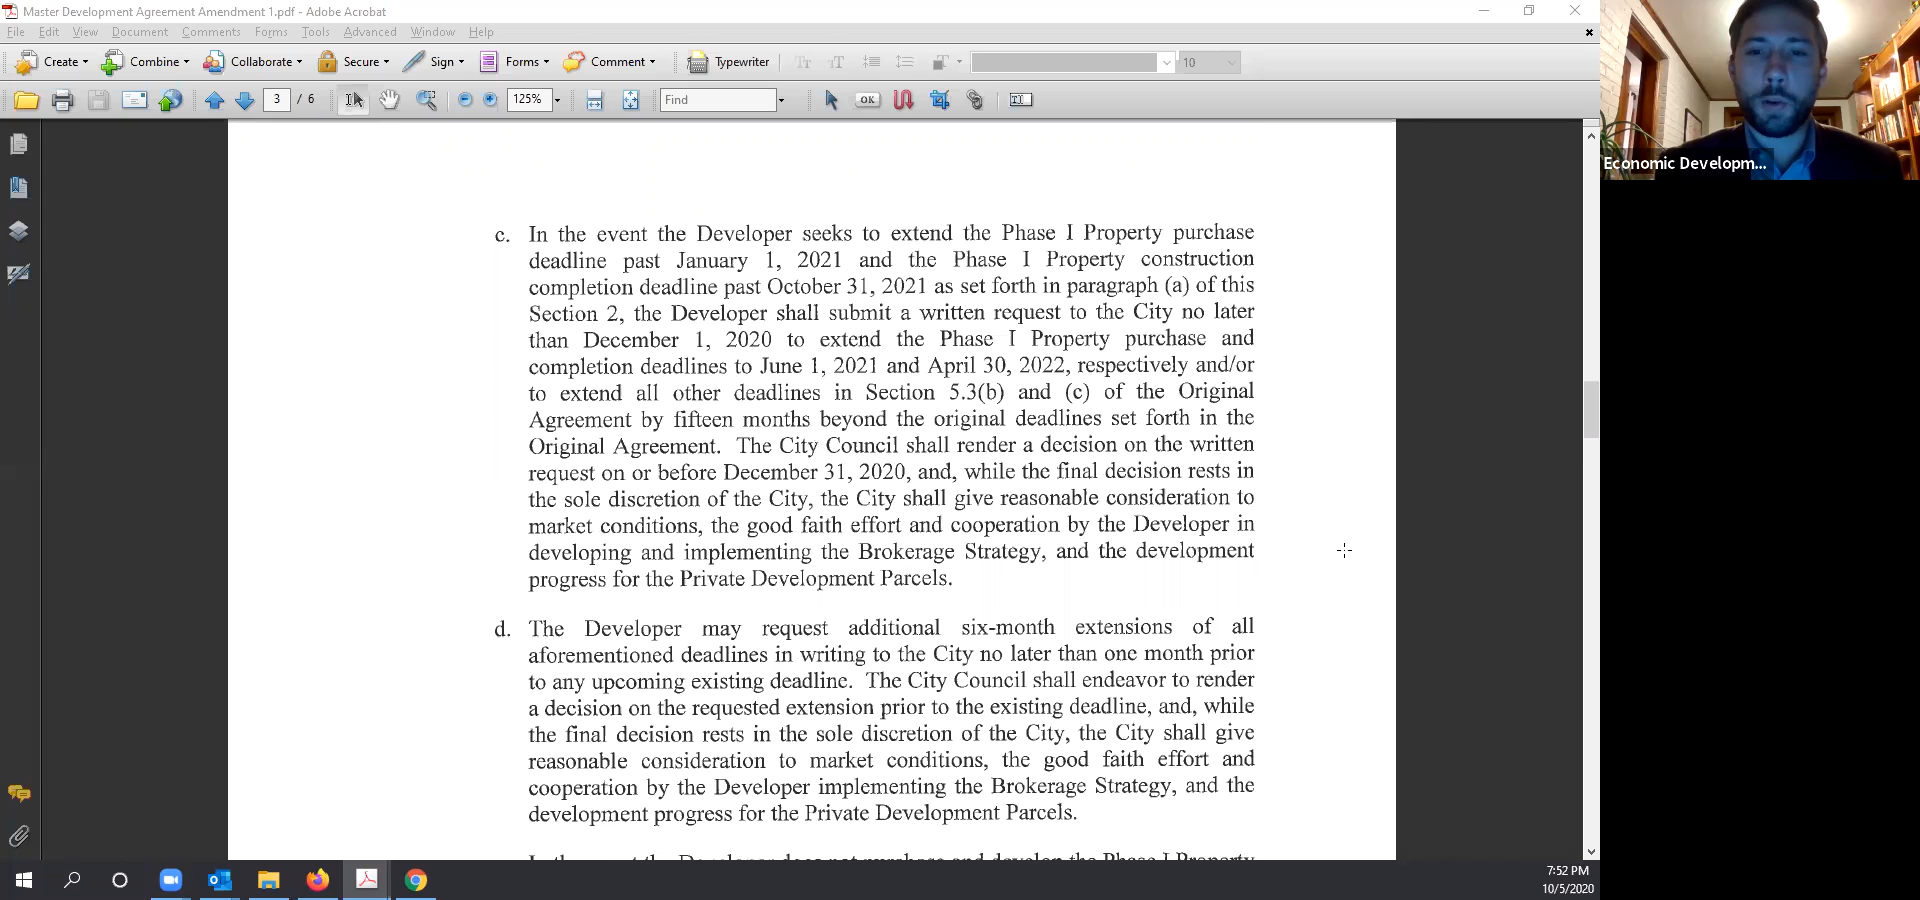 Master Development Agreement Amendment 1.pdf - Adobe Acrobat
File Edit View Document Comments Forms Tools Advanced Window Help
Create Combine Collaborate Secure Sign Forms Comment Typewriter 10
3 / 6 125% Find OK
Economic Developm...
c. In the event the Developer seeks to extend the Phase I Property purchase
deadline past January 1, 2021 and the Phase I Property construction
completion deadline past October 31, 2021 as set forth in paragraph (a) of this
Section 2, the Developer shall submit a written request to the City no later
than December 1, 2020 to extend the Phase I Property purchase and
completion deadlines to June 1, 2021 and April 30, 2022, respectively and/or
to extend all other deadlines in Section 5.3(b) and (c) of the Original
Agreement by fifteen months beyond the original deadlines set forth in the
Original Agreement. The City Council shall render a decision on the written
request on or before December 31, 2020, and, while the final decision rests in
the sole discretion of the City, the City shall give reasonable consideration to
market conditions, the good faith effort and cooperation by the Developer in
developing and implementing the Brokerage Strategy, and the development
progress for the Private Development Parcels.
d. The Developer may request additional six-month extensions of all
aforementioned deadlines in writing to the City no later than one month prior
to any upcoming existing deadline. The City Council shall endeavor to render
a decision on the requested extension prior to the existing deadline, and, while
the final decision rests in the sole discretion of the City, the City shall give
reasonable consideration to market conditions, the good faith effort and
cooperation by the Developer implementing the Brokerage Strategy, and the
development progress for the Private Development Parcels.
In the event the Developer does not purchase and develop the Phase I Property
7:52 PM
10/5/2020